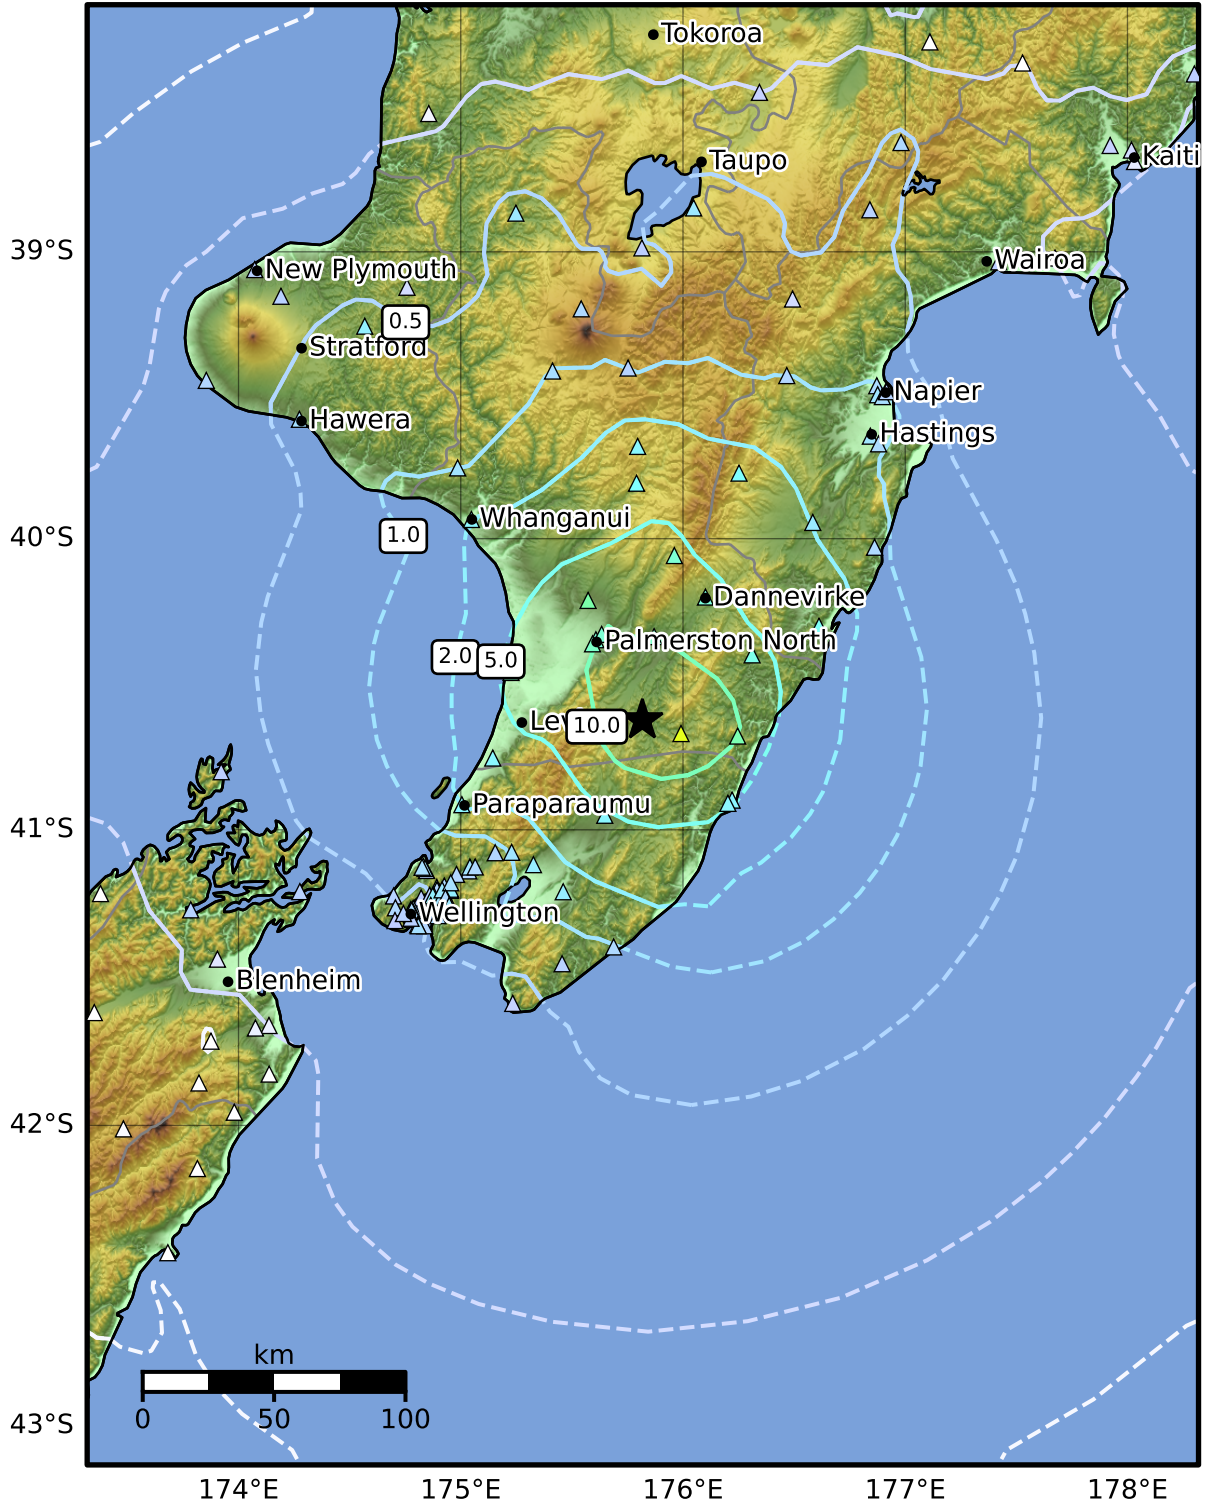 Tokoroa
Taupo
Kaiti
39°S
Wairoa
New Plymouth
0.5
Stratford
Napier
Hawera
Hastings
Whanganui
40°S
1.0
Dannevirke
Palmerston North
2.0
5.0
Lev
10.0
Paraparaumu
41°S
Wellington
Blenheim
42°S
km
0
50
100
43°S
174°E
175°E
176°E
177°E
178°E